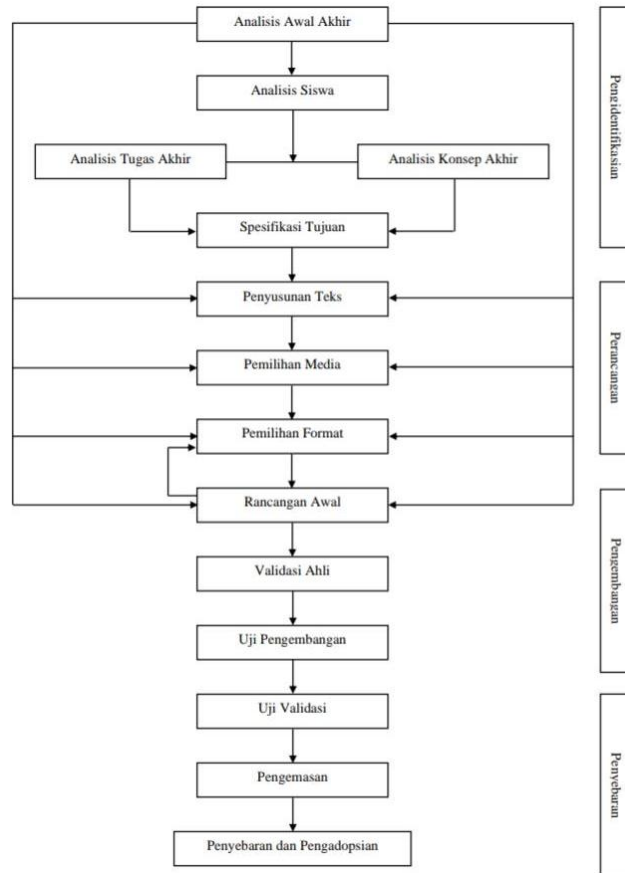 Analisis Awal Akhir
Analisis Siswa
Analisis Tugas Akhir
Analisis Konsep Akhir
Spesifikasi Tujuan
Penyusunan Teks
Pemilihan Media
Pemilihan Format
Rancangan Awal
Validasi Ahli
Uji Pengembangan
Uji Validasi
Pengemasan
Penyebaran dan Pengadopsian
Pengidentifikasian
Perancangan
Pengembangan
Penyebaran